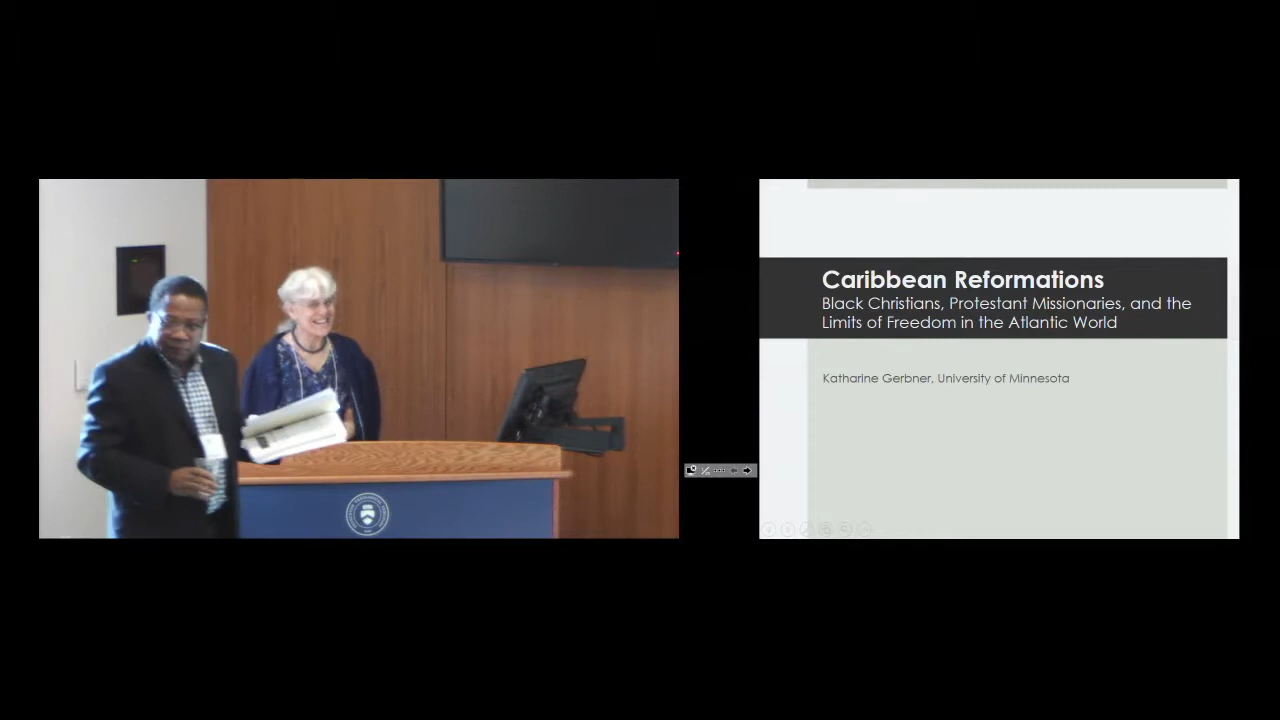 Caribbean Reformations
Black Christians, Protestant Missionaries, and the
Limits of Freedom in the Atlantic World
Katharine Gerbner, University of Minnesota